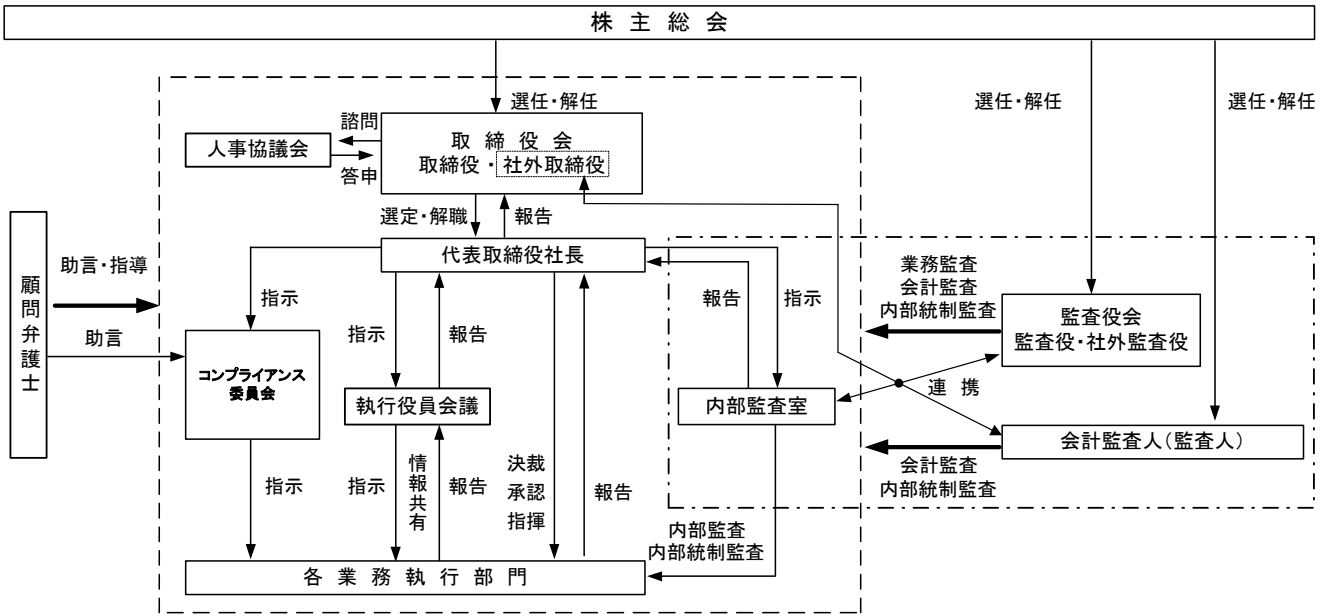 株主総会
選任・解任
選任・解任
選任・解任
諮問
人事協議会
答申
取締役会
取締役・社外取締役
選定・解職
報告
代表取締役社長
顧問弁護士
助言・指導
助言
指示
コンプライアンス
委員会
指示
指示
報告
執行役員会議
指示
情報共有
報告
決裁
承認
指揮
報告
報告
指示
内部監査室
内部監査
内部統制監査
各業務執行部門
業務監査
会計監査
内部統制監査
監査役会
監査役・社外監査役
連携
会計監査人(監査人)
会計監査
内部統制監査